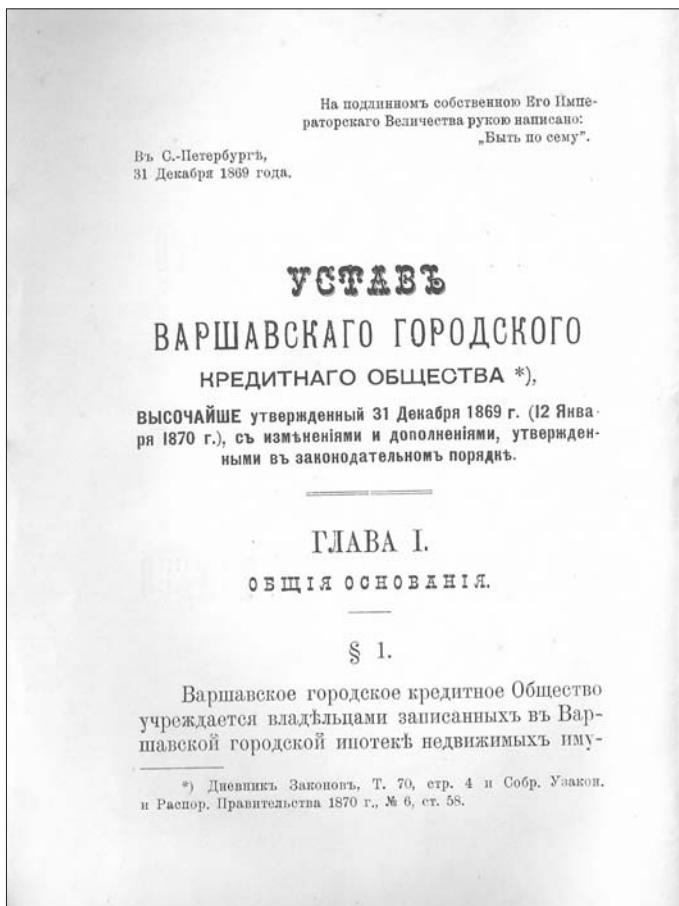 На подлинномъ собственною Его Импе-
раторскаго Величества рукою написано:
„Быть по сему”.
Въ С.-Петербургѣ,
31 Декабря 1869 года.
УСТАВЪ
ВАРШАВСКАГО ГОРОДСКОГО
КРЕДИТНАГО ОБЩЕСТВА *),
ВЫСОЧАЙШЕ утвержденный 31 Декабря 1869 г. (12 Янва-
ря 1870 г.), съ измѣненіями и дополненіями, утвержден-
ными въ законодательномъ порядкѣ.
ГЛАВА I.
ОБЩІЯ ОСНОВАНІЯ.
§ 1.
Варшавское городское кредитное Общество
учреждается владѣльцами записанныхъ въ Вар-
шавской городской ипотекѣ недвижимыхъ иму-
*) Дневникъ Законовъ, Т. 70, стр. 4 и Собр. Узакон.
и Распор. Правительства 1870 г., № 6, ст. 58.